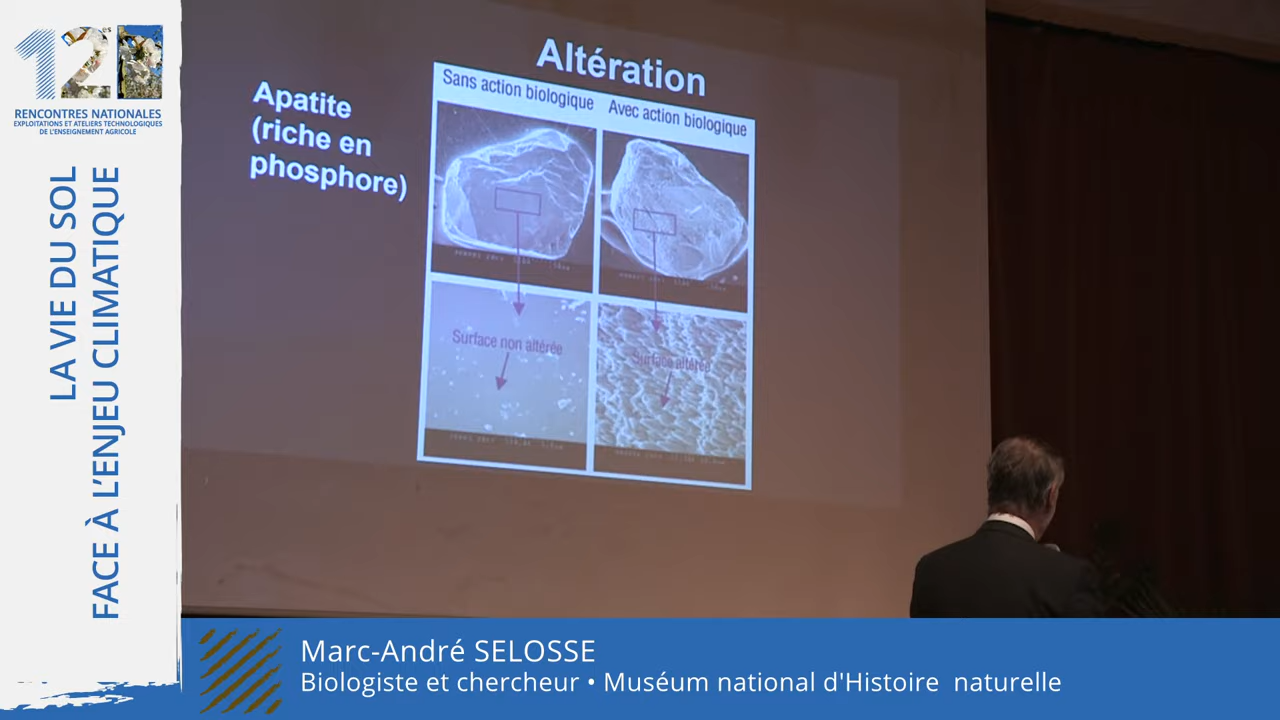 12es
RENCONTRES NATIONALES
EXPLOITATIONS ET ATELIERS TECHNOLOGIQUES
DE L'ENSEIGNEMENT AGRICOLE
LA VIE DU SOL
FACE À L'ENJEU CLIMATIQUE
Altération
Apatite
(riche en
phosphore)
Sans action biologique
Avec action biologique
Surface non altérée
Surface altérée
Marc-André SELOSSE
Biologiste et chercheur • Muséum national d'Histoire naturelle